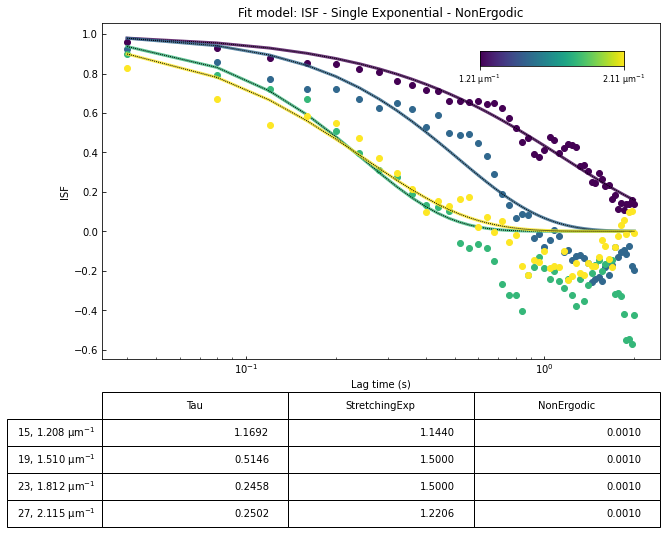 Fit model: ISF - Single Exponential - NonErgodic
1.0
0.8
0.6
0.4
0.2
0.0
−0.2
−0.4
−0.6
ISF
1.21 μm⁻¹ 2.11 μm⁻¹
10⁻¹ 10⁰
Lag time (s)
Tau StretchingExp NonErgodic
15, 1.208 μm⁻¹ 1.1692 1.1440 0.0010
19, 1.510 μm⁻¹ 0.5146 1.5000 0.0010
23, 1.812 μm⁻¹ 0.2458 1.5000 0.0010
27, 2.115 μm⁻¹ 0.2502 1.2206 0.0010